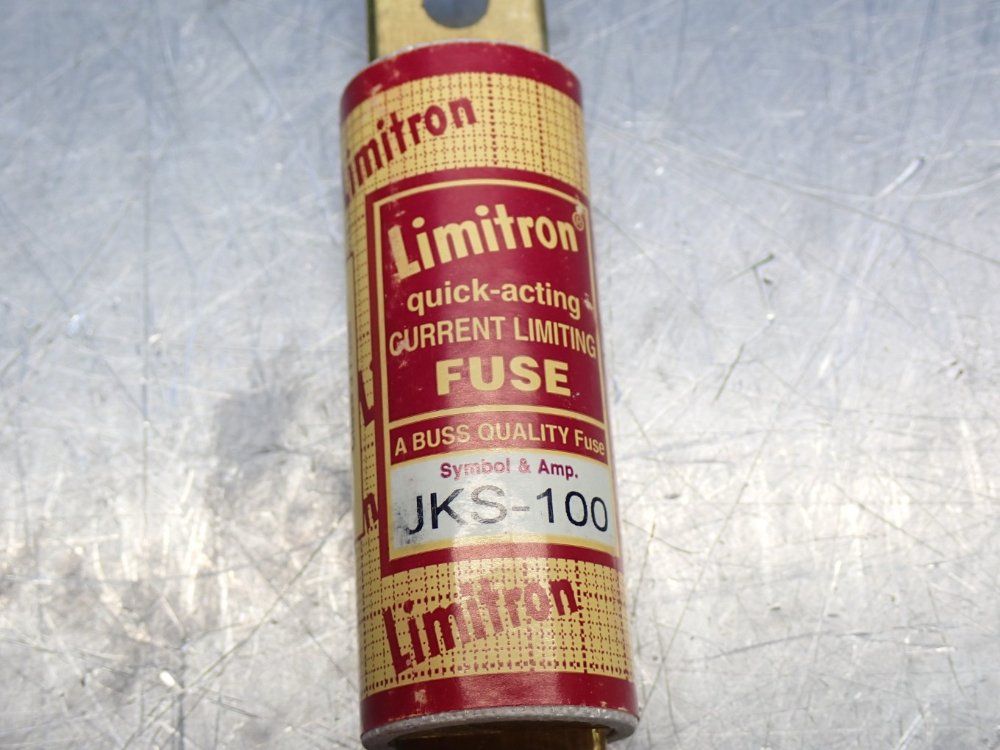 Limitron
Limitron®
quick-acting
CURRENT LIMITING
FUSE
A BUSS QUALITY Fuse
Symbol & Amp.
JKS-100
Limitron